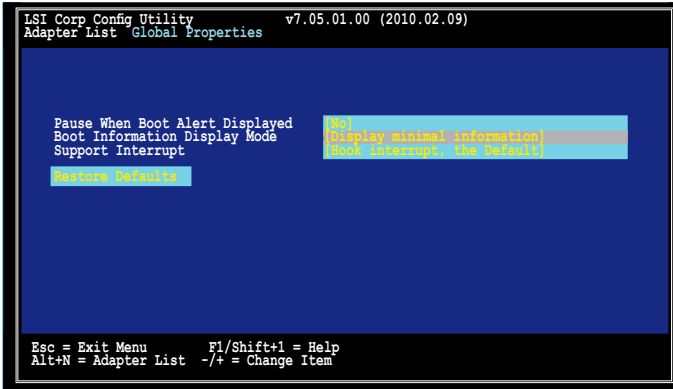 LSI Corp Config Utility v7.05.01.00 (2010.02.09)
Adapter List Global Properties
Pause When Boot Alert Displayed [No]
Boot Information Display Mode [Display minimal information]
Support Interrupt [Hook interrupt, the Default]
Restore Defaults
Esc = Exit Menu F1/Shift+1 = Help
Alt+N = Adapter List -/+ = Change Item